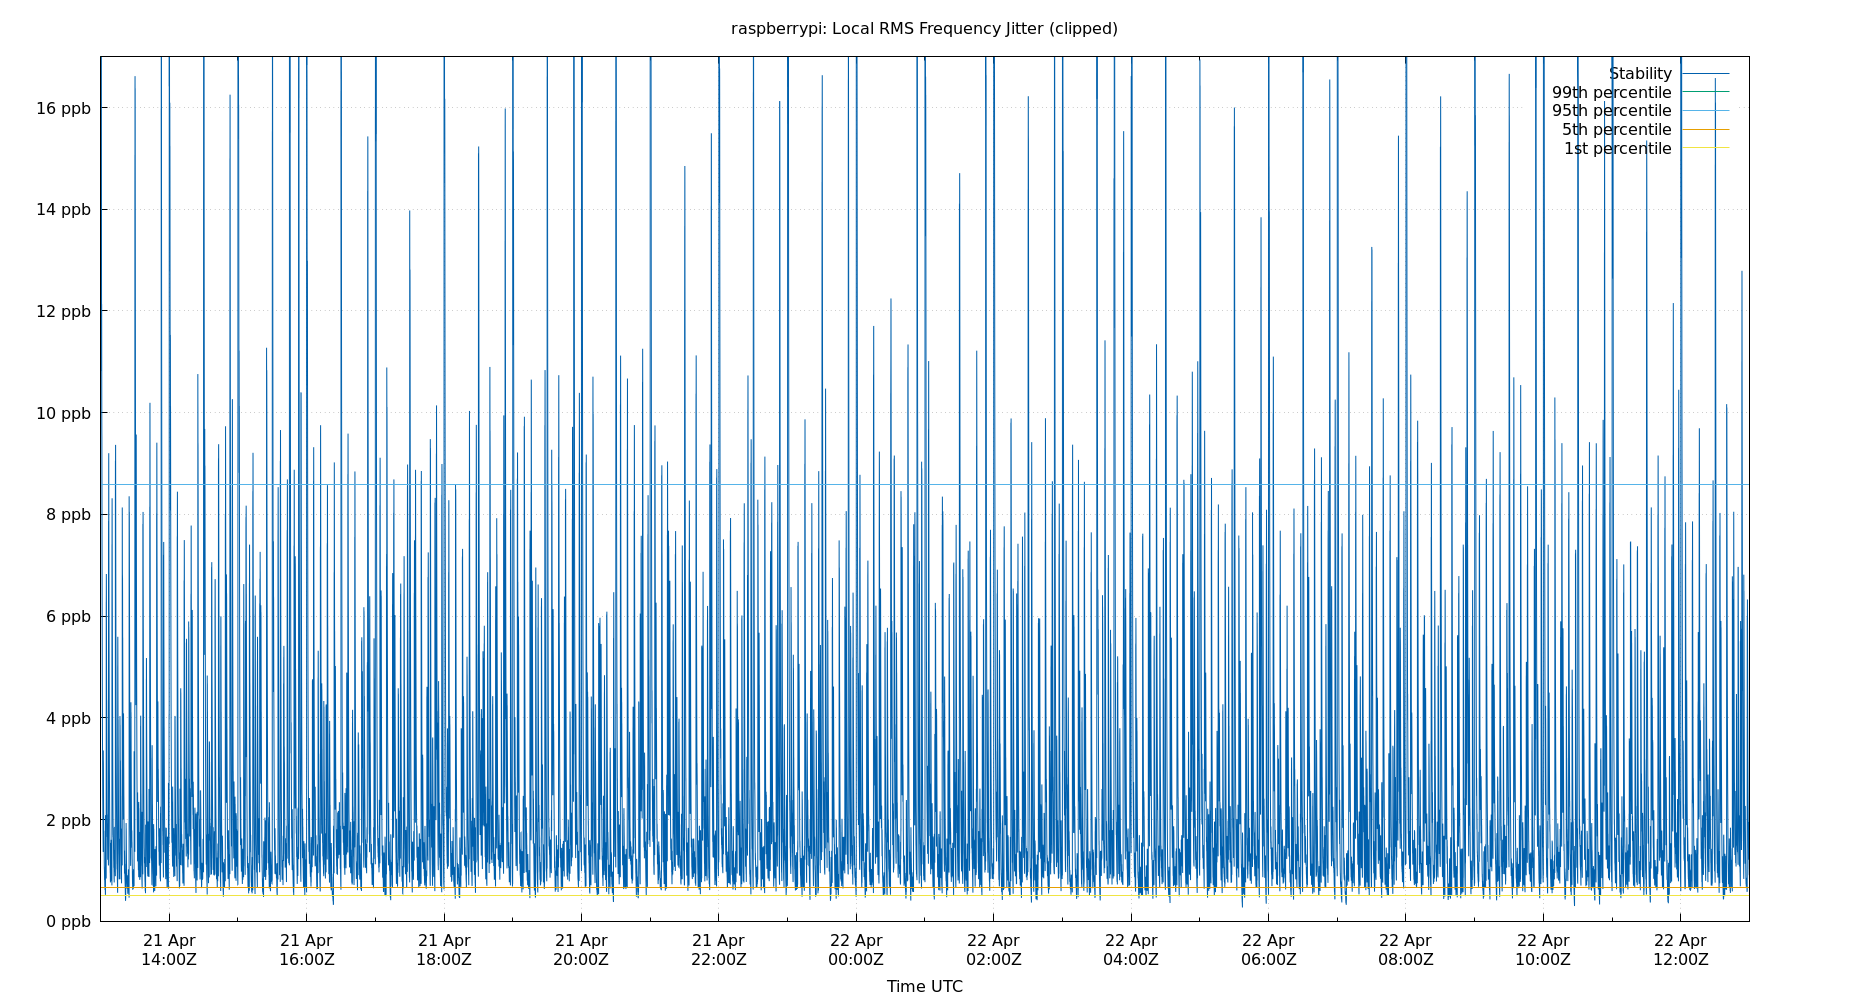 raspberrypi: Local RMS Frequency Jitter (clipped)
Stability
99th percentile
95th percentile
5th percentile
1st percentile
16 ppb
14 ppb
12 ppb
10 ppb
8 ppb
6 ppb
4 ppb
2 ppb
0 ppb
21 Apr 21 Apr 21 Apr 21 Apr 21 Apr 22 Apr 22 Apr 22 Apr 22 Apr 22 Apr 22 Apr 22 Apr
14:00Z 16:00Z 18:00Z 20:00Z 22:00Z 00:00Z 02:00Z 04:00Z 06:00Z 08:00Z 10:00Z 12:00Z
Time UTC